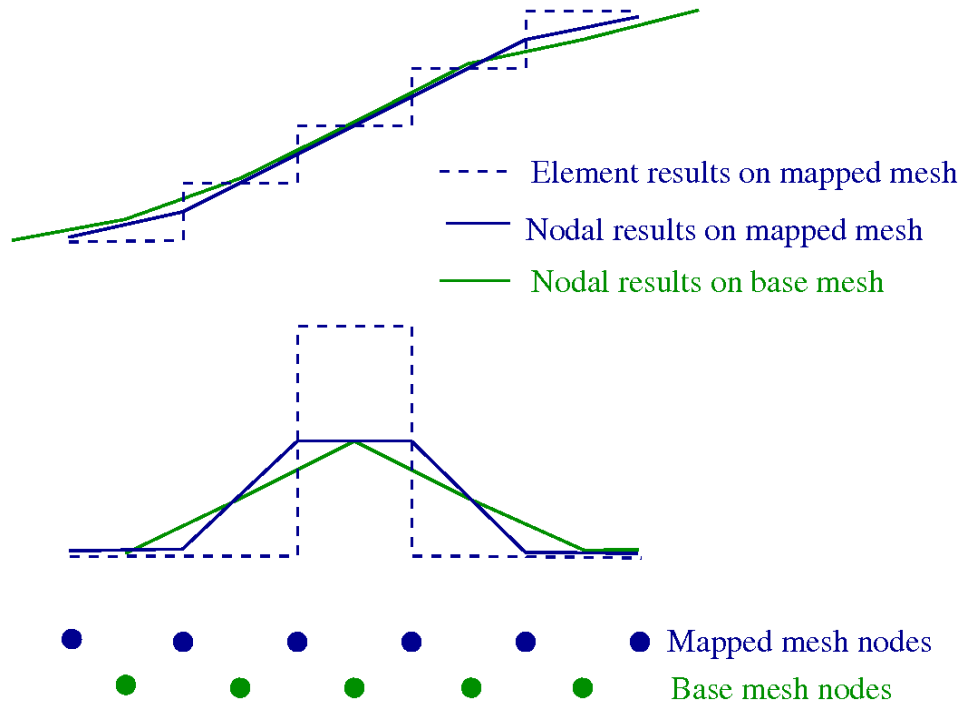 Element results on mapped mesh
Nodal results on mapped mesh
Nodal results on base mesh
Mapped mesh nodes
Base mesh nodes